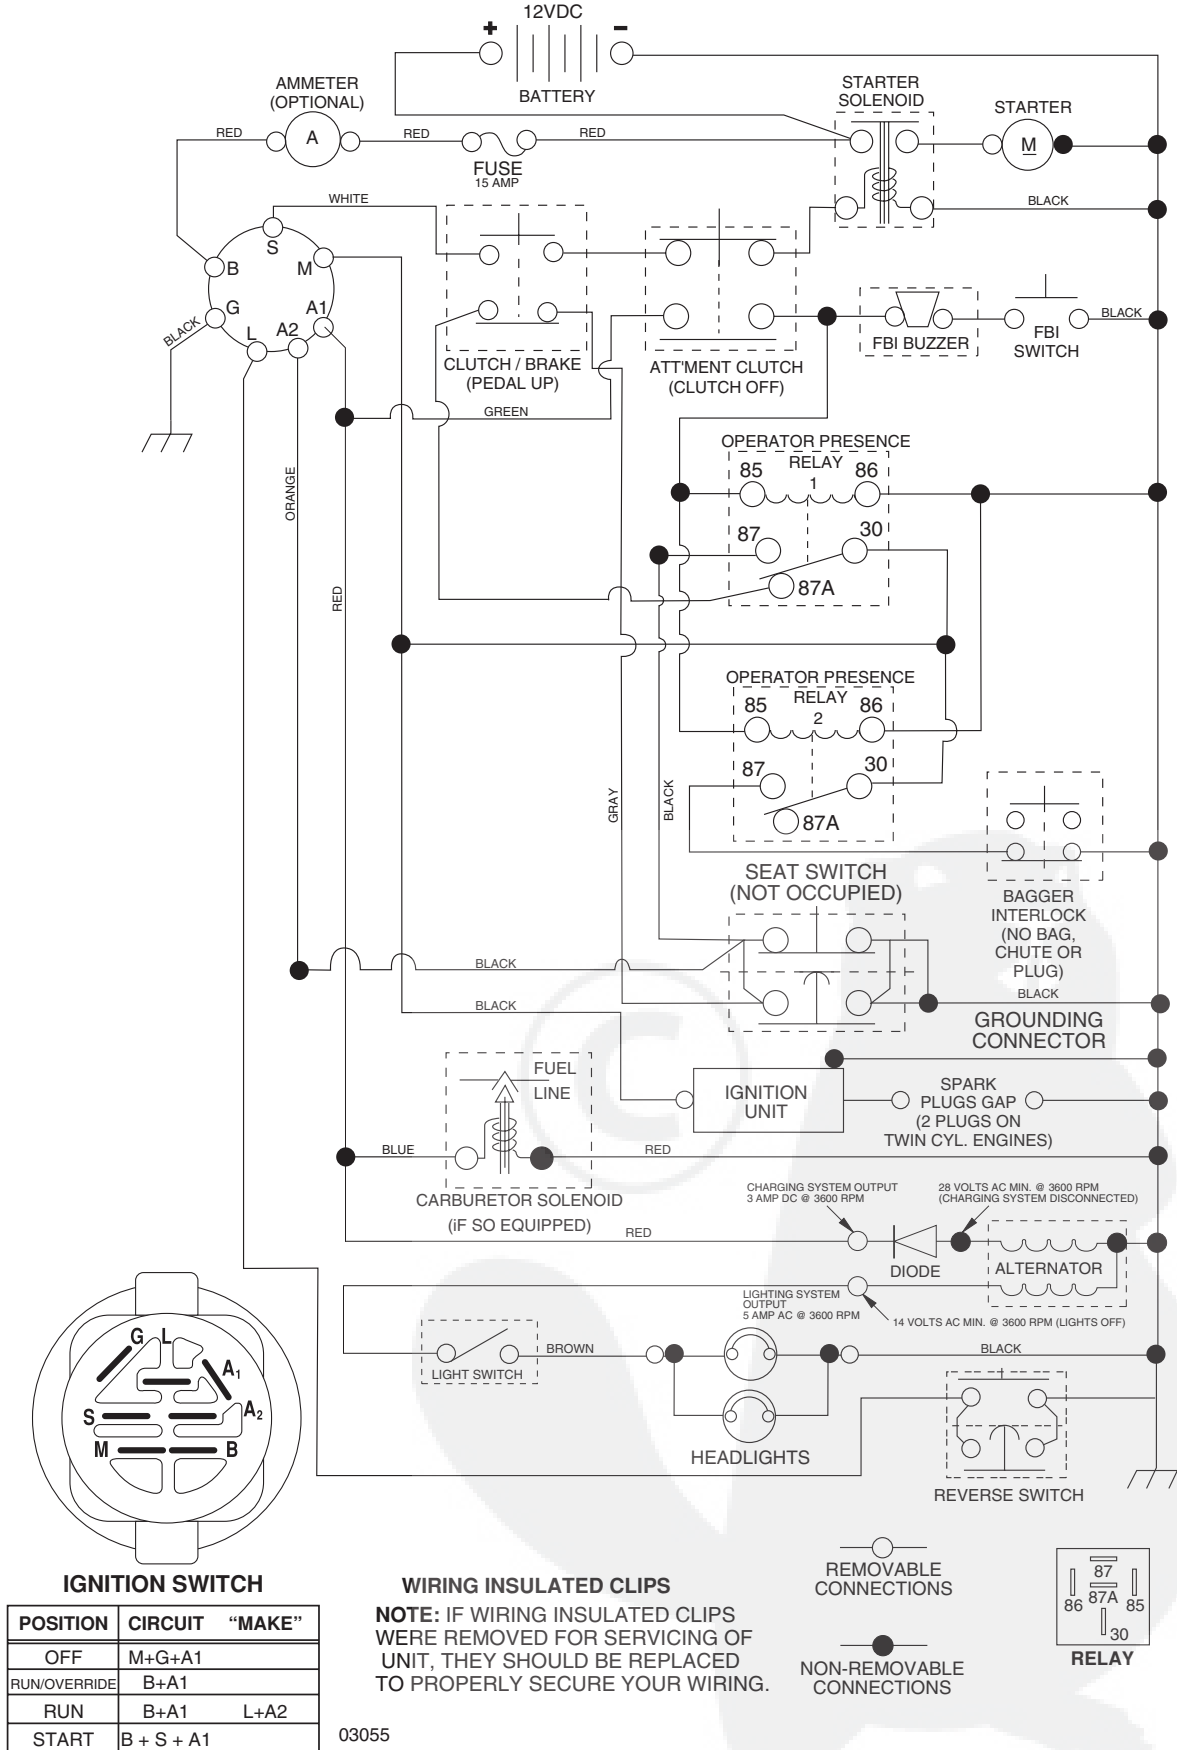 12VDC
+
–
BATTERY
AMMETER
(OPTIONAL)
STARTER
SOLENOID
STARTER
RED
A
RED
FUSE
15 AMP
RED
M
WHITE
BLACK
S
B
M
G
A1
L
A2
BLACK
CLUTCH / BRAKE
(PEDAL UP)
ATT'MENT CLUTCH
(CLUTCH OFF)
FBI BUZZER
FBI
SWITCH
BLACK
GREEN
ORANGE
RED
OPERATOR PRESENCE
RELAY
1
85
86
87
30
87A
OPERATOR PRESENCE
RELAY
2
85
86
87
30
87A
GRAY
BLACK
SEAT SWITCH
(NOT OCCUPIED)
BAGGER
INTERLOCK
(NO BAG,
CHUTE OR
PLUG)
BLACK
BLACK
BLACK
GROUNDING
CONNECTOR
FUEL
LINE
IGNITION
UNIT
SPARK
PLUGS GAP
(2 PLUGS ON
TWIN CYL. ENGINES)
BLUE
RED
CARBURETOR SOLENOID
(iF SO EQUIPPED)
CHARGING SYSTEM OUTPUT
3 AMP DC @ 3600 RPM
28 VOLTS AC MIN. @ 3600 RPM
(CHARGING SYSTEM DISCONNECTED)
RED
DIODE
ALTERNATOR
LIGHTING SYSTEM
OUTPUT
5 AMP AC @ 3600 RPM
14 VOLTS AC MIN. @ 3600 RPM (LIGHTS OFF)
LIGHT SWITCH
BROWN
BLACK
HEADLIGHTS
REVERSE SWITCH
G
L
A1
A2
S
M
B
IGNITION SWITCH
POSITION CIRCUIT “MAKE”
OFF M+G+A1
RUN/OVERRIDE B+A1
RUN B+A1 L+A2
START B + S + A1
WIRING INSULATED CLIPS
NOTE: IF WIRING INSULATED CLIPS
WERE REMOVED FOR SERVICING OF
UNIT, THEY SHOULD BE REPLACED
TO PROPERLY SECURE YOUR WIRING.
03055
REMOVABLE
CONNECTIONS
NON-REMOVABLE
CONNECTIONS
87
86
87A
85
30
RELAY
©